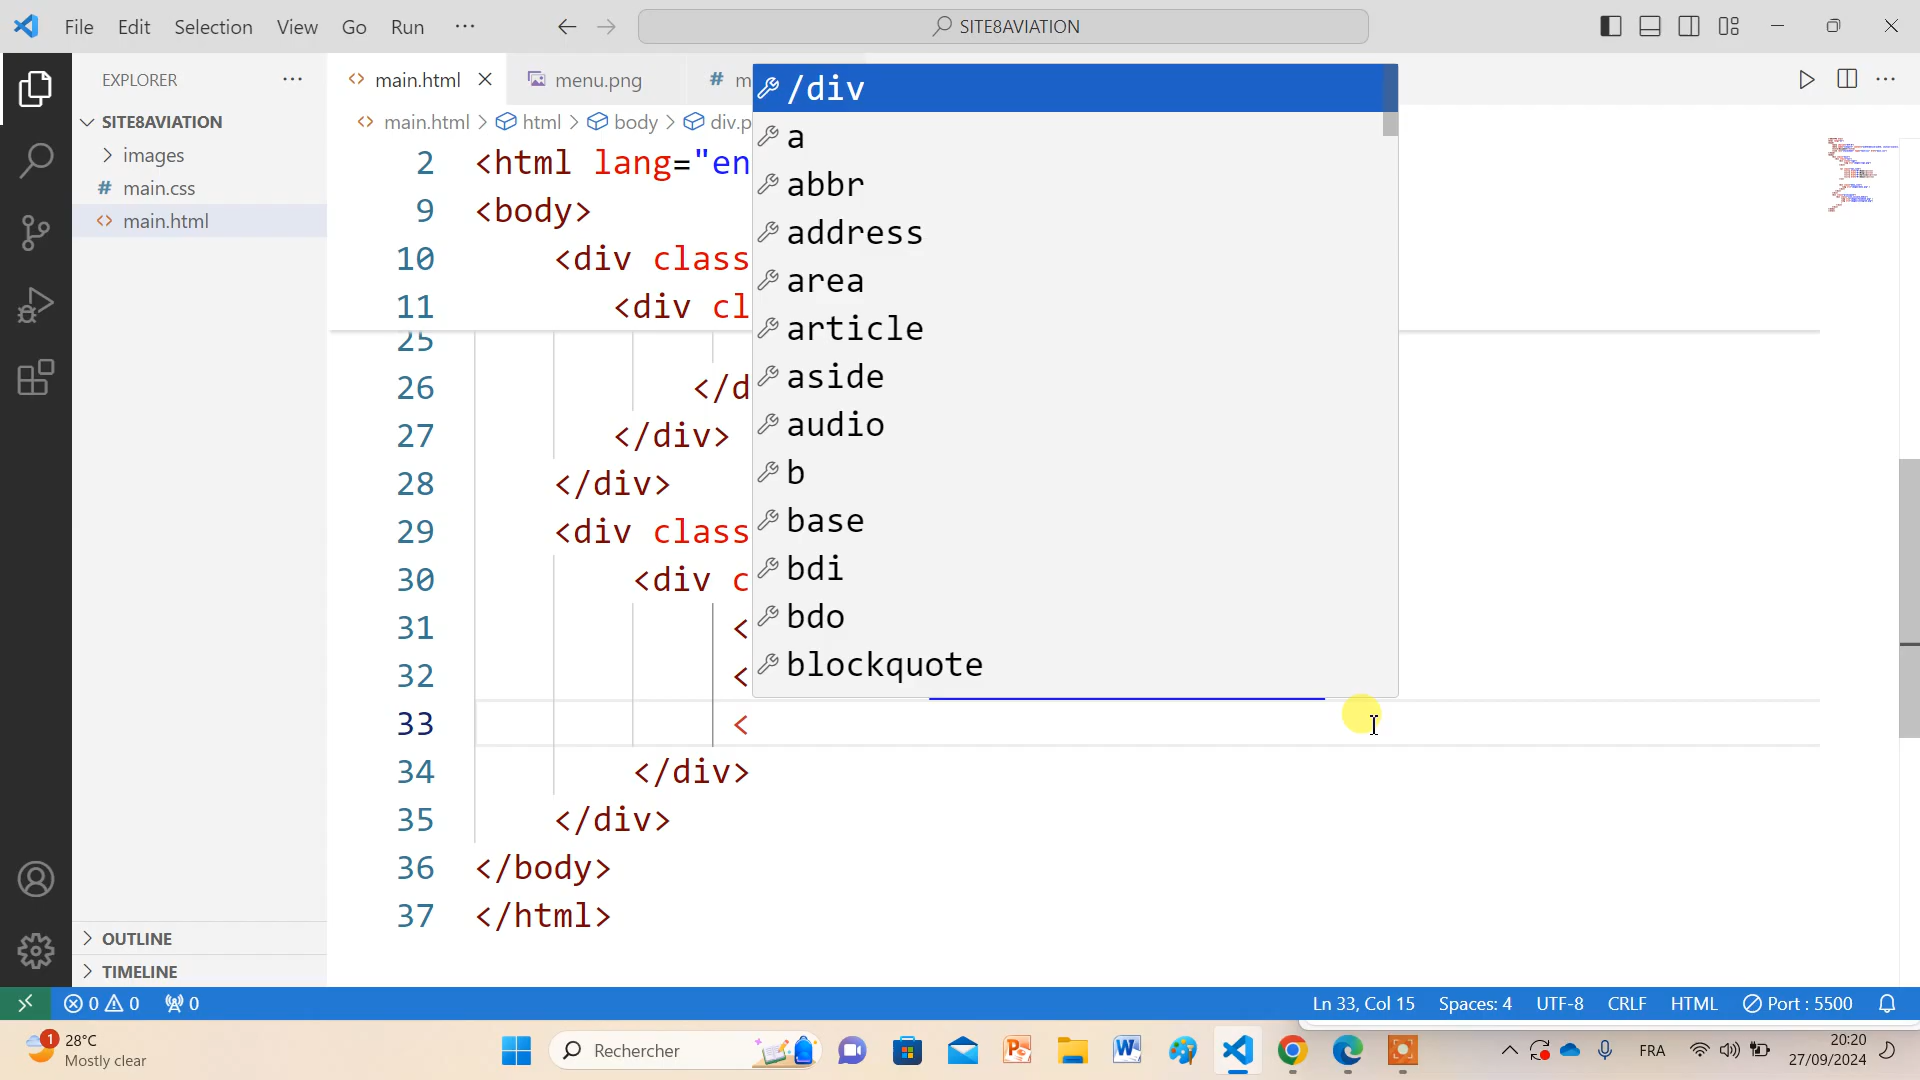 File Edit Selection View Go Run ··· SITE8AVIATION
EXPLORER ···
main.html
menu.png
# m
SITE8AVIATION
images
# main.css
main.html
main.html > html > body > div.p
2 <html lang="en
9 <body>
10 <div class
11 <div cl
25
26 </d
27 </div>
28 </div>
29 <div class
30 <div c
31 <
32 <
33 <
34 </div>
35 </div>
36 </body>
37 </html>
/div
a
abbr
address
area
article
aside
audio
b
base
bdi
bdo
blockquote
OUTLINE
TIMELINE
0 0 0
Ln 33, Col 15 Spaces: 4 UTF-8 CRLF HTML Port : 5500
1
28°C
Mostly clear
Rechercher
FRA
20:20
27/09/2024